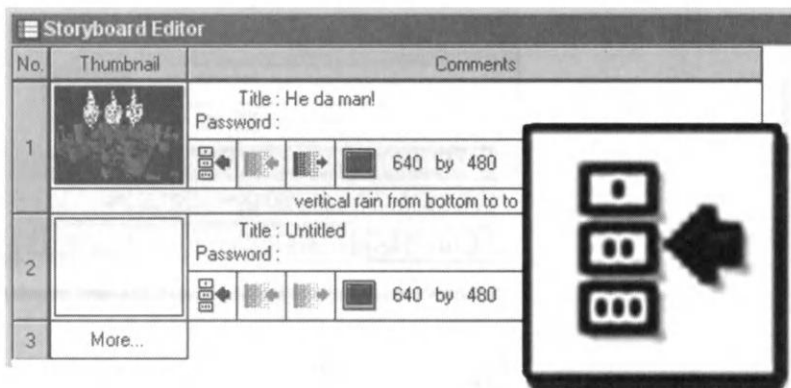 Storyboard Editor
No. Thumbnail Comments
1
Title : He da man!
Password :
640 by 480
vertical rain from bottom to to
2
Title : Untitled
Password :
640 by 480
3 More...